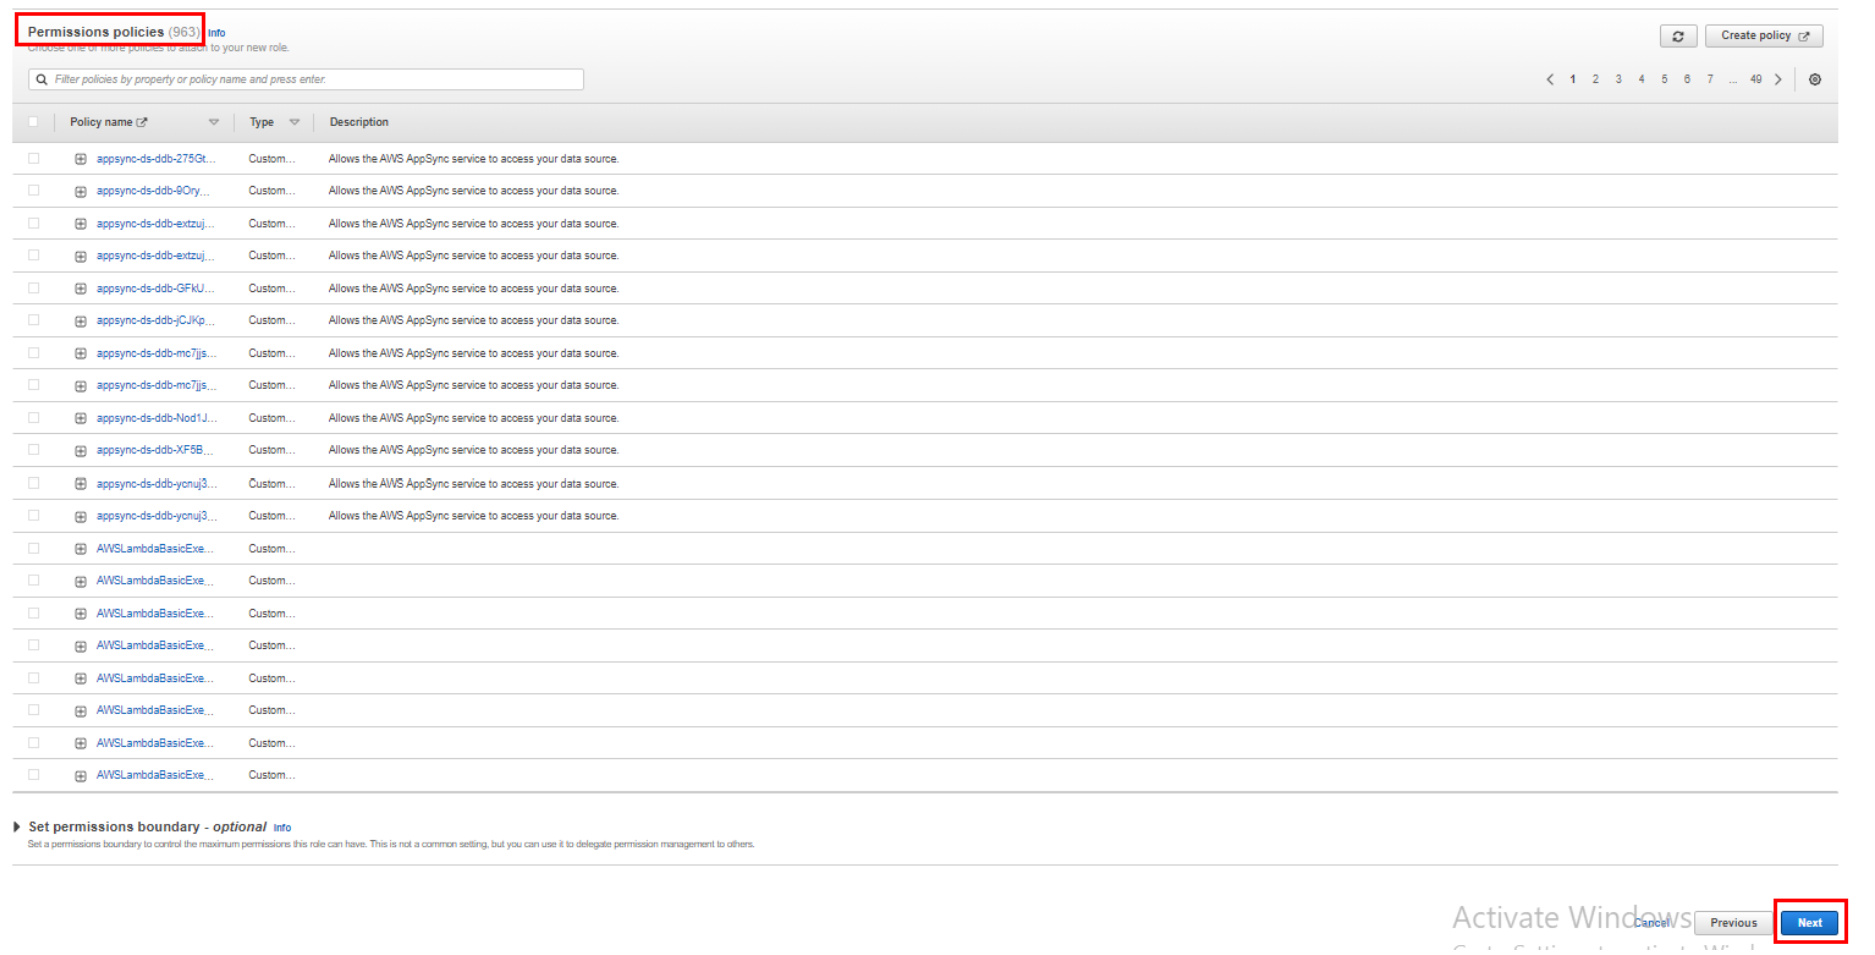 Permissions policies (963) Info
Choose one or more policies to attach to your new role.
Create policy
Filter policies by property or policy name and press enter.
< 1 2 3 4 5 6 7 ... 49 >
Policy name Type Description
appsync-ds-ddb-275Gt... Custom... Allows the AWS AppSync service to access your data source.
appsync-ds-ddb-9Ory... Custom... Allows the AWS AppSync service to access your data source.
appsync-ds-ddb-extzuj... Custom... Allows the AWS AppSync service to access your data source.
appsync-ds-ddb-extzuj... Custom... Allows the AWS AppSync service to access your data source.
appsync-ds-ddb-GFkU... Custom... Allows the AWS AppSync service to access your data source.
appsync-ds-ddb-jCJKp... Custom... Allows the AWS AppSync service to access your data source.
appsync-ds-ddb-mc7jjs... Custom... Allows the AWS AppSync service to access your data source.
appsync-ds-ddb-mc7jjs... Custom... Allows the AWS AppSync service to access your data source.
appsync-ds-ddb-Nod1J... Custom... Allows the AWS AppSync service to access your data source.
appsync-ds-ddb-XF5B... Custom... Allows the AWS AppSync service to access your data source.
appsync-ds-ddb-ycnuj3... Custom... Allows the AWS AppSync service to access your data source.
appsync-ds-ddb-ycnuj3... Custom... Allows the AWS AppSync service to access your data source.
AWSLambdaBasicExe... Custom...
AWSLambdaBasicExe... Custom...
AWSLambdaBasicExe... Custom...
AWSLambdaBasicExe... Custom...
AWSLambdaBasicExe... Custom...
AWSLambdaBasicExe... Custom...
AWSLambdaBasicExe... Custom...
AWSLambdaBasicExe... Custom...
Set permissions boundary - optional Info
Set a permissions boundary to control the maximum permissions this role can have. This is not a common setting, but you can use it to delegate permission management to others.
Activate Windows
Cancel Previous Next